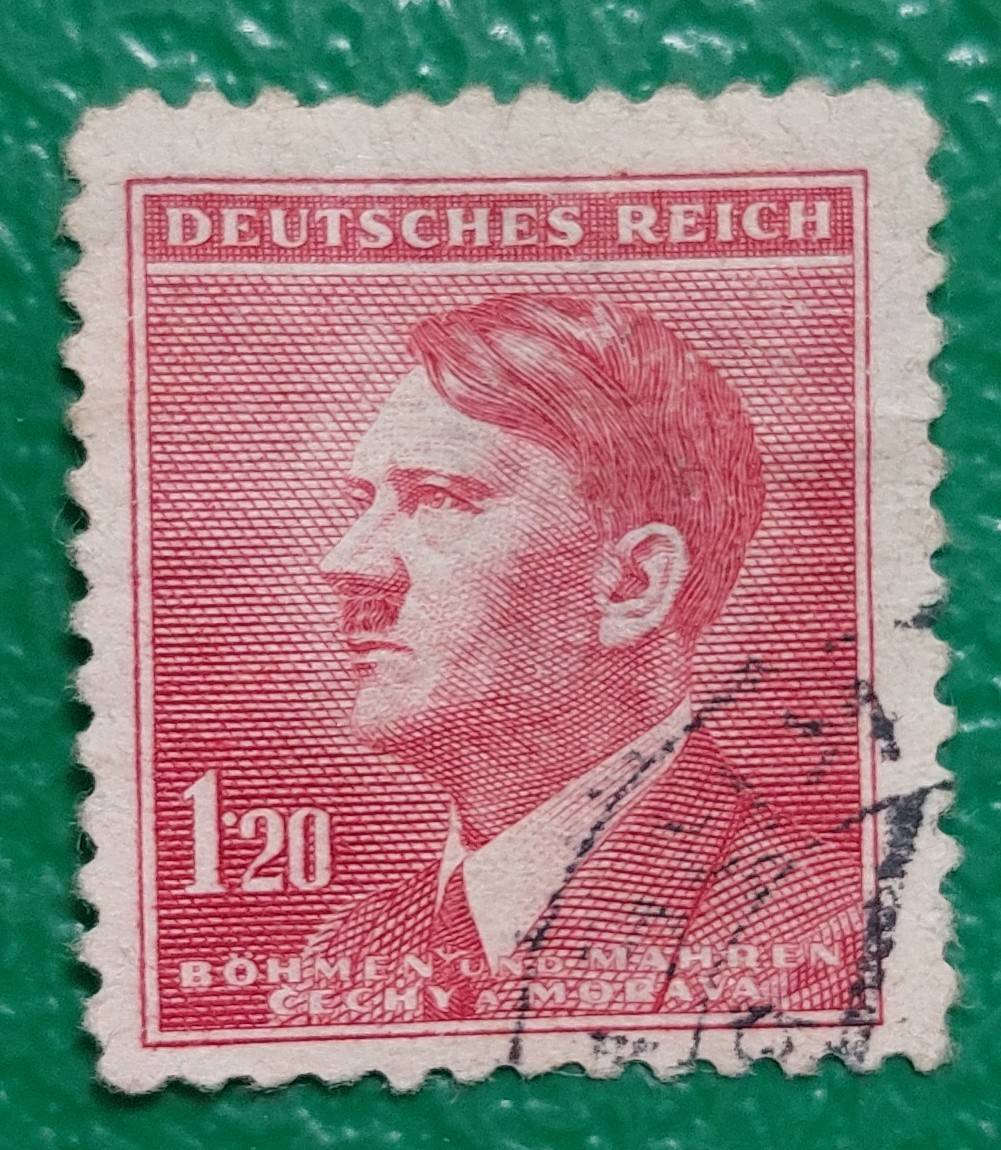 DEUTSCHES REICH
1·20
BÖHMEN UND MÄHREN
ČECHY A MORAVA